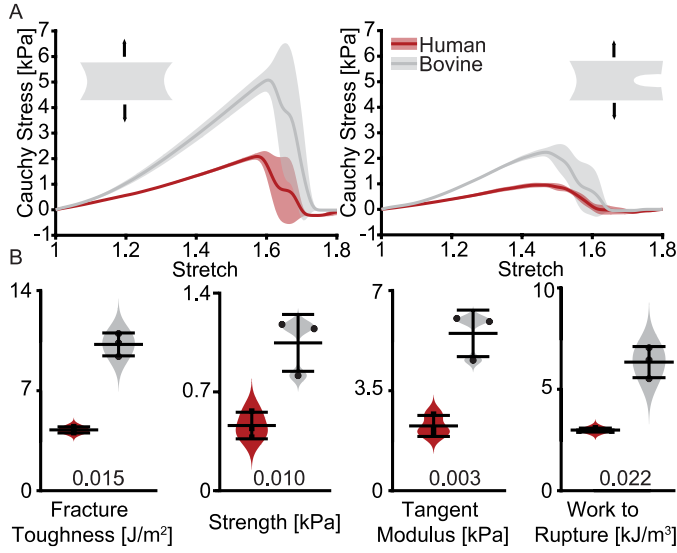 A
Cauchy Stress [kPa]
7
6
5
4
3
2
1
0
-1
1
1.2
1.4
1.6
1.8
Stretch
Cauchy Stress [kPa]
7
6
5
4
3
2
1
0
-1
Human
Bovine
1
1.2
1.4
1.6
1.8
Stretch
B
14
7
0
0.015
Fracture
Toughness [J/m²]
1.4
0.7
0
0.010
Strength [kPa]
7
3.5
0
0.003
Tangent
Modulus [kPa]
10
5
0
0.022
Work to
Rupture [kJ/m³]